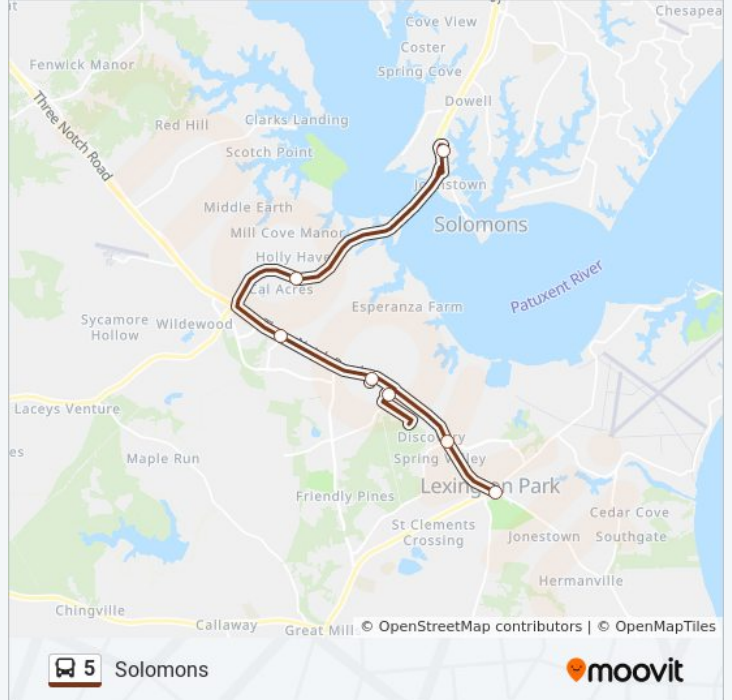 Chesapea
Cove View
Coster
Spring Cove
Fenwick Manor
Dowell
Three Notch Road
Clarks Landing
Red Hill
Scotch Point
Middle Earth
Solomons
Mill Cove Manor
Cal Acres
Patuxent River
Esperanza Farm
Sycamore
Hollow
Wildewood
Laceys Venture
Maple Run
Spring Valley
Lexington Park
Friendly Pines
Cedar Cove
St Clements
Crossing
Jonestown
Southgate
Hermanville
Chingville
Callaway
Great Mill
© OpenStreetMap contributors | © OpenMapTiles
5 Solomons
moovit